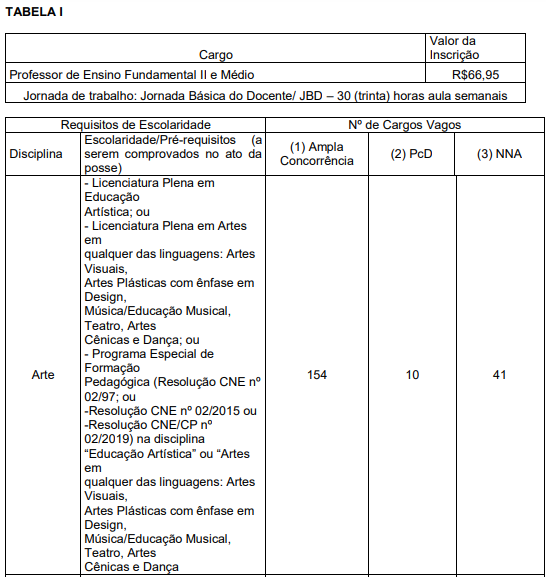 TABELA I
Cargo
Valor da
Inscrição
Professor de Ensino Fundamental II e Médio
R$66,95
Jornada de trabalho: Jornada Básica do Docente/ JBD – 30 (trinta) horas aula semanais
Requisitos de Escolaridade
Nº de Cargos Vagos
Disciplina
Escolaridade/Pré-requisitos (a
serem comprovados no ato da
posse)
(1) Ampla
Concorrência
(2) PcD
(3) NNA
Arte
- Licenciatura Plena em
Educação
Artística; ou
- Licenciatura Plena em Artes
em
qualquer das linguagens: Artes
Visuais,
Artes Plásticas com ênfase em
Design,
Música/Educação Musical,
Teatro, Artes
Cênicas e Dança; ou
- Programa Especial de
Formação
Pedagógica (Resolução CNE nº
02/97; ou
-Resolução CNE nº 02/2015 ou
-Resolução CNE/CP nº
02/2019) na disciplina
“Educação Artística” ou “Artes
em
qualquer das linguagens: Artes
Visuais,
Artes Plásticas com ênfase em
Design,
Música/Educação Musical,
Teatro, Artes
Cênicas e Dança
154
10
41